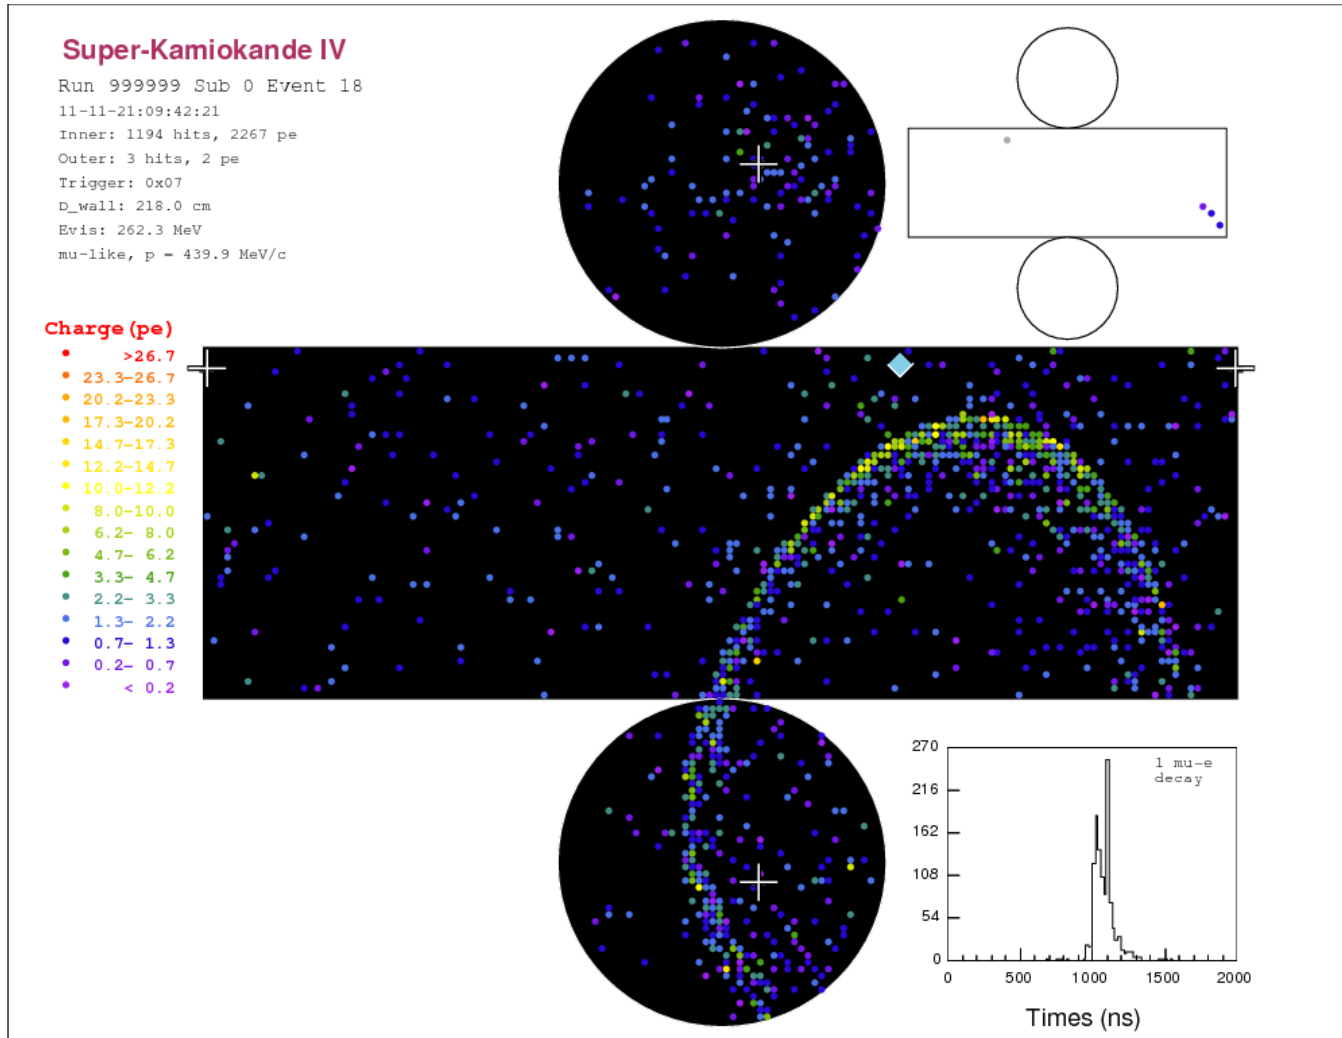 Super-Kamiokande IV
Run 999999 Sub 0 Event 18
11-11-21:09:42:21
Inner: 1194 hits, 2267 pe
Outer: 3 hits, 2 pe
Trigger: 0x07
D_wall: 218.0 cm
Evis: 262.3 MeV
mu-like, p = 439.9 MeV/c
Charge(pe)
>26.7
23.3-26.7
20.2-23.3
17.3-20.2
14.7-17.3
12.2-14.7
10.0-12.2
8.0-10.0
6.2- 8.0
4.7- 6.2
3.3- 4.7
2.2- 3.3
1.3- 2.2
0.7- 1.3
0.2- 0.7
< 0.2
1 mu-e
decay
270
216
162
108
54
0
0 500 1000 1500 2000
Times (ns)